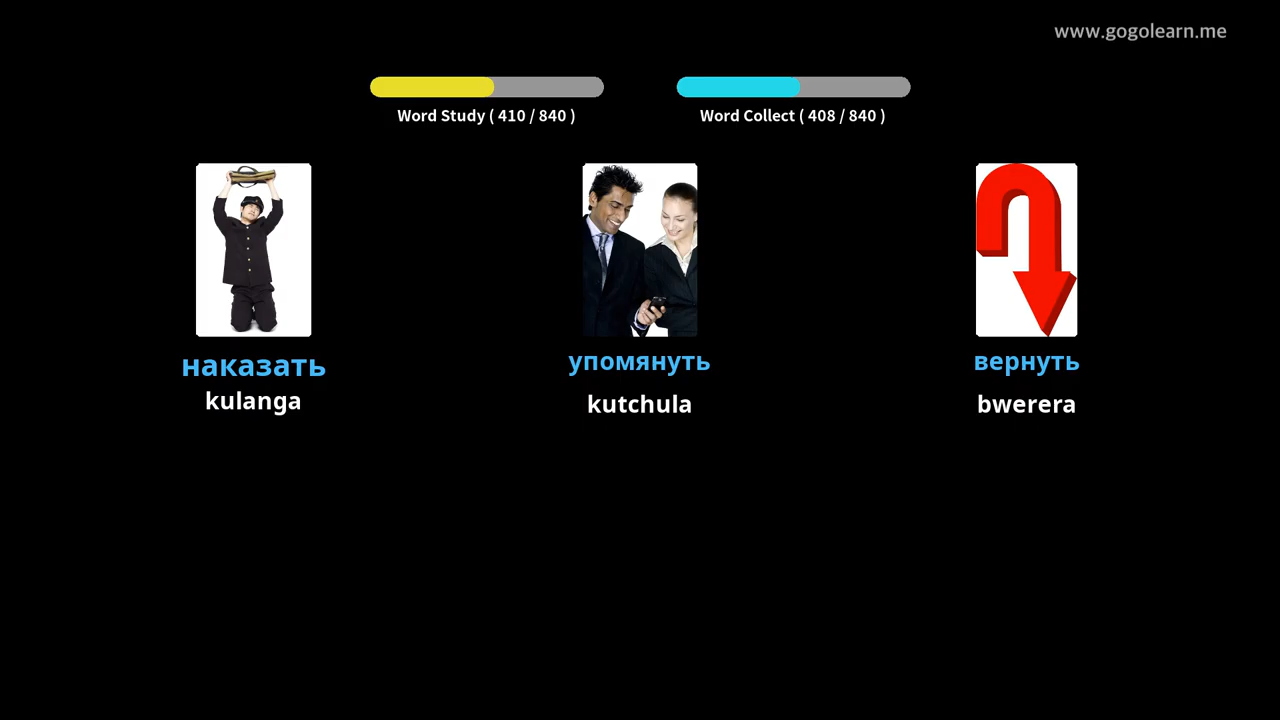 www.gogolearn.me
Word Study ( 410 / 840 )
Word Collect ( 408 / 840 )
наказать
kulanga
упомянуть
kutchula
вернуть
bwerera